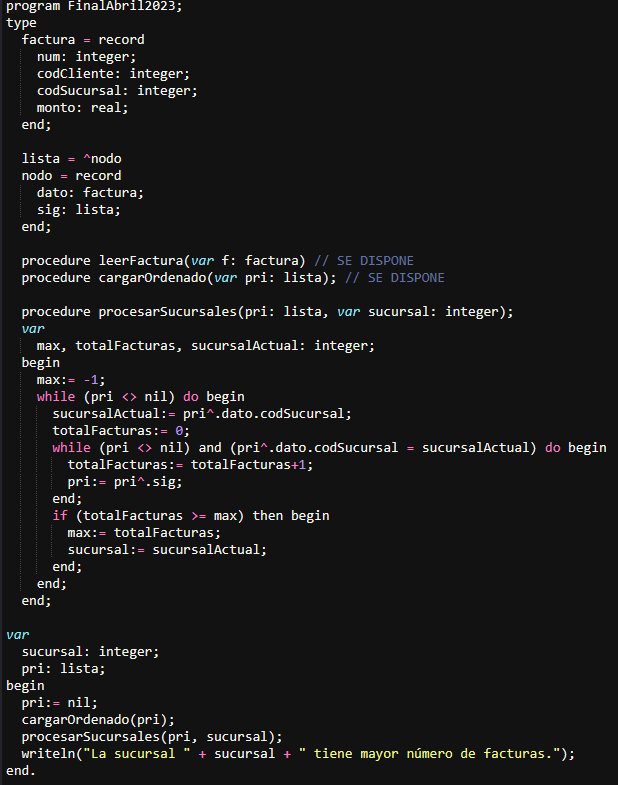 program FinalAbril2023;
type
  factura = record
    num: integer;
    codCliente: integer;
    codSucursal: integer;
    monto: real;
  end;

  lista = ^nodo
  nodo = record
    dato: factura;
    sig: lista;
  end;

  procedure leerFactura(var f: factura) // SE DISPONE
  procedure cargarOrdenado(var pri: lista); // SE DISPONE

  procedure procesarSucursales(pri: lista, var sucursal: integer);
  var
    max, totalFacturas, sucursalActual: integer;
  begin
    max:= -1;
    while (pri <> nil) do begin
      sucursalActual:= pri^.dato.codSucursal;
      totalFacturas:= 0;
      while (pri <> nil) and (pri^.dato.codSucursal = sucursalActual) do begin
        totalFacturas:= totalFacturas+1;
        pri:= pri^.sig;
      end;
      if (totalFacturas >= max) then begin
        max:= totalFacturas;
        sucursal:= sucursalActual;
      end;
    end;
  end;

var
  sucursal: integer;
  pri: lista;
begin
  pri:= nil;
  cargarOrdenado(pri);
  procesarSucursales(pri, sucursal);
  writeln("La sucursal " + sucursal + " tiene mayor número de facturas.");
end.